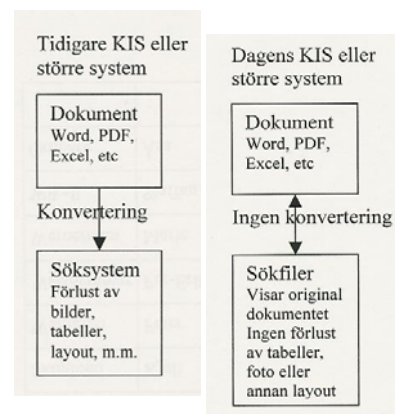 Tidigare KIS eller
större system
Dokument
Word, PDF,
Excel, etc
Konvertering
Söksystem
Förlust av
bilder,
tabeller,
layout, m.m.
Dagens KIS eller
större system
Dokument
Word, PDF,
Excel, etc
Ingen konvertering
Sökfiler
Visar original
dokumentet
Ingen förlust
av tabeller,
foto eller
annan layout